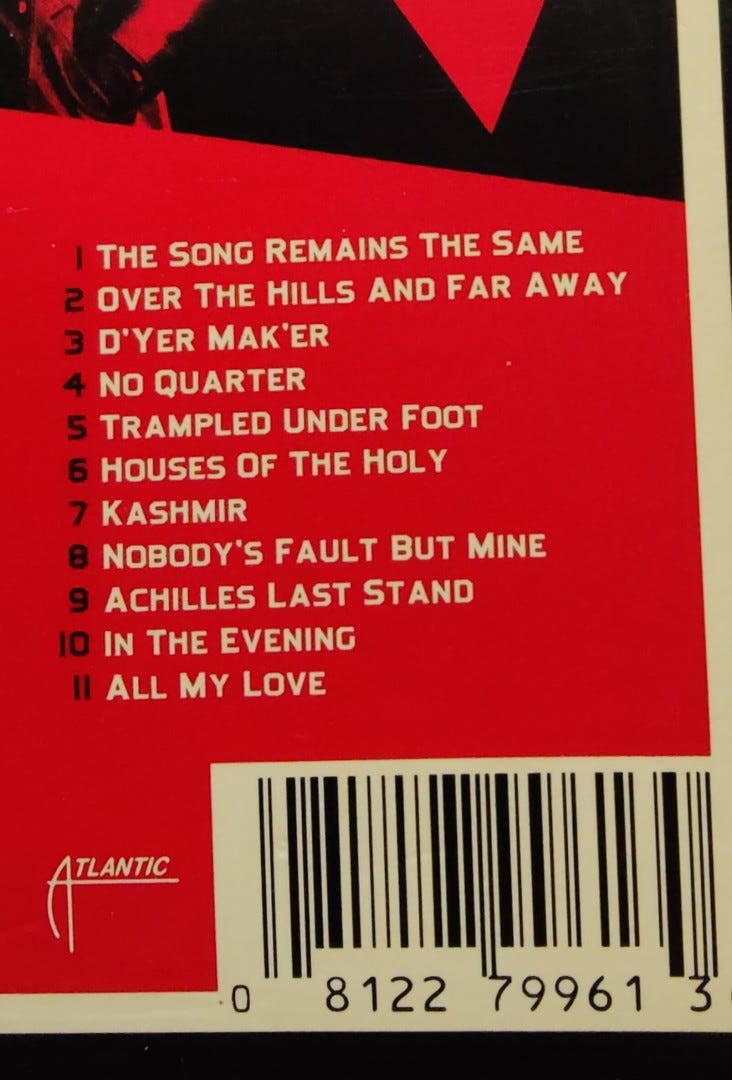 1 THE SONG REMAINS THE SAME
2 OVER THE HILLS AND FAR AWAY
3 D'YER MAK'ER
4 NO QUARTER
5 TRAMPLED UNDER FOOT
6 HOUSES OF THE HOLY
7 KASHMIR
8 NOBODY'S FAULT BUT MINE
9 ACHILLES LAST STAND
10 IN THE EVENING
11 ALL MY LOVE
ATLANTIC
0 8122 79961 3